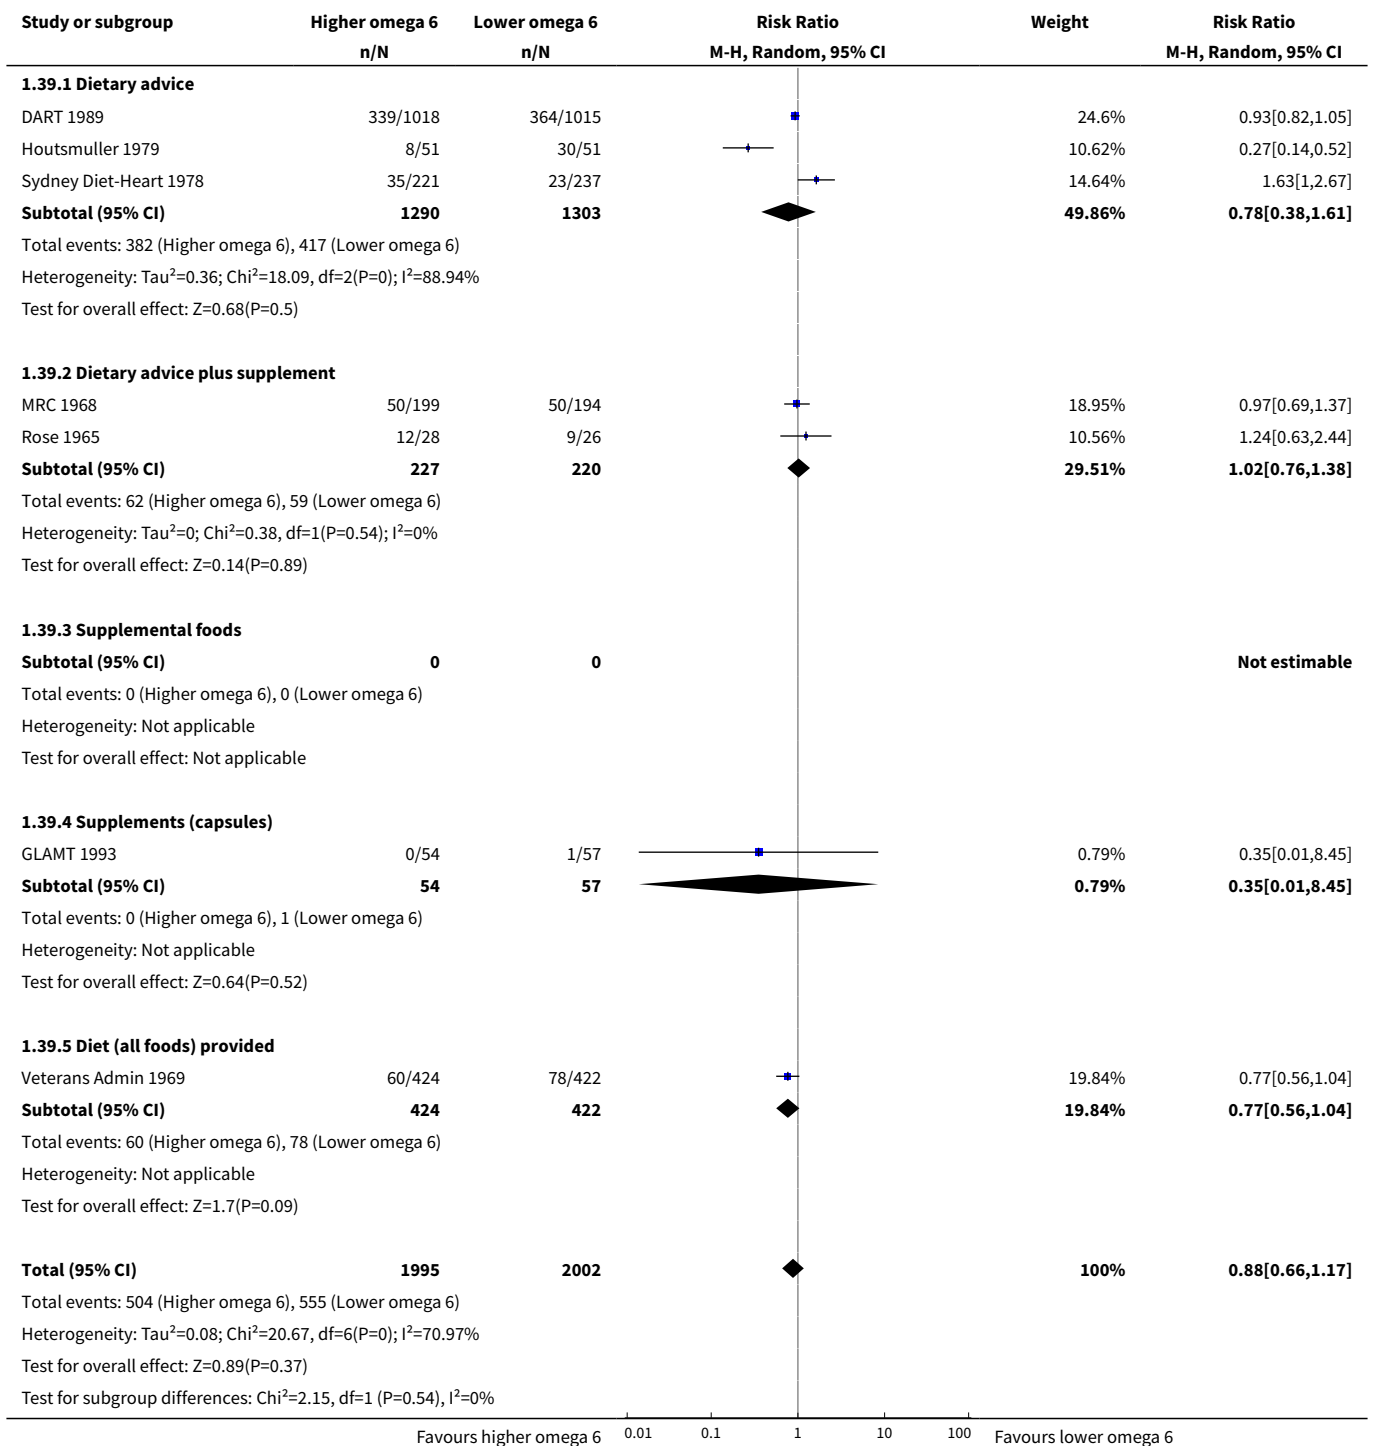 Study or subgroup Higher omega 6 Lower omega 6 Risk Ratio Weight Risk Ratio
n/N n/N M-H, Random, 95% CI M-H, Random, 95% CI
1.39.1 Dietary advice
DART 1989 339/1018 364/1015 24.6% 0.93[0.82,1.05]
Houtsmuller 1979 8/51 30/51 10.62% 0.27[0.14,0.52]
Sydney Diet-Heart 1978 35/221 23/237 14.64% 1.63[1,2.67]
Subtotal (95% CI) 1290 1303 49.86% 0.78[0.38,1.61]
Total events: 382 (Higher omega 6), 417 (Lower omega 6)
Heterogeneity: Tau²=0.36; Chi²=18.09, df=2(P=0); I²=88.94%
Test for overall effect: Z=0.68(P=0.5)
1.39.2 Dietary advice plus supplement
MRC 1968 50/199 50/194 18.95% 0.97[0.69,1.37]
Rose 1965 12/28 9/26 10.56% 1.24[0.63,2.44]
Subtotal (95% CI) 227 220 29.51% 1.02[0.76,1.38]
Total events: 62 (Higher omega 6), 59 (Lower omega 6)
Heterogeneity: Tau²=0; Chi²=0.38, df=1(P=0.54); I²=0%
Test for overall effect: Z=0.14(P=0.89)
1.39.3 Supplemental foods
Subtotal (95% CI) 0 0 Not estimable
Total events: 0 (Higher omega 6), 0 (Lower omega 6)
Heterogeneity: Not applicable
Test for overall effect: Not applicable
1.39.4 Supplements (capsules)
GLAMT 1993 0/54 1/57 0.79% 0.35[0.01,8.45]
Subtotal (95% CI) 54 57 0.79% 0.35[0.01,8.45]
Total events: 0 (Higher omega 6), 1 (Lower omega 6)
Heterogeneity: Not applicable
Test for overall effect: Z=0.64(P=0.52)
1.39.5 Diet (all foods) provided
Veterans Admin 1969 60/424 78/422 19.84% 0.77[0.56,1.04]
Subtotal (95% CI) 424 422 19.84% 0.77[0.56,1.04]
Total events: 60 (Higher omega 6), 78 (Lower omega 6)
Heterogeneity: Not applicable
Test for overall effect: Z=1.7(P=0.09)
Total (95% CI) 1995 2002 100% 0.88[0.66,1.17]
Total events: 504 (Higher omega 6), 555 (Lower omega 6)
Heterogeneity: Tau²=0.08; Chi²=20.67, df=6(P=0); I²=70.97%
Test for overall effect: Z=0.89(P=0.37)
Test for subgroup differences: Chi²=2.15, df=1 (P=0.54), I²=0%
Favours higher omega 6 0.01 0.1 1 10 100 Favours lower omega 6